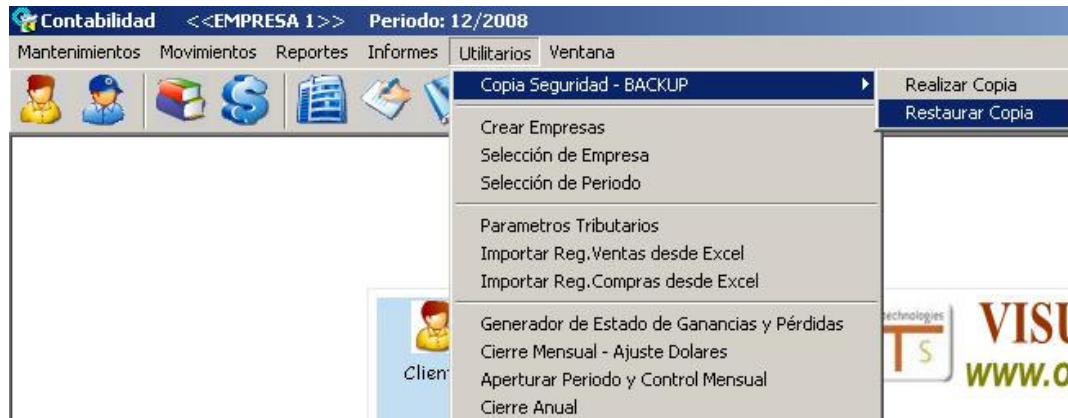 Contabilidad <<EMPRESA 1>> Periodo: 12/2008
Mantenimientos Movimientos Reportes Informes Utilitarios Ventana
Copia Seguridad - BACKUP
Realizar Copia
Restaurar Copia
Crear Empresas
Selección de Empresa
Selección de Periodo
Parametros Tributarios
Importar Reg.Ventas desde Excel
Importar Reg.Compras desde Excel
Generador de Estado de Ganancias y Pérdidas
Cierre Mensual - Ajuste Dolares
Aperturar Periodo y Control Mensual
Cierre Anual
Clien
technologies
TS
VISU
www.o